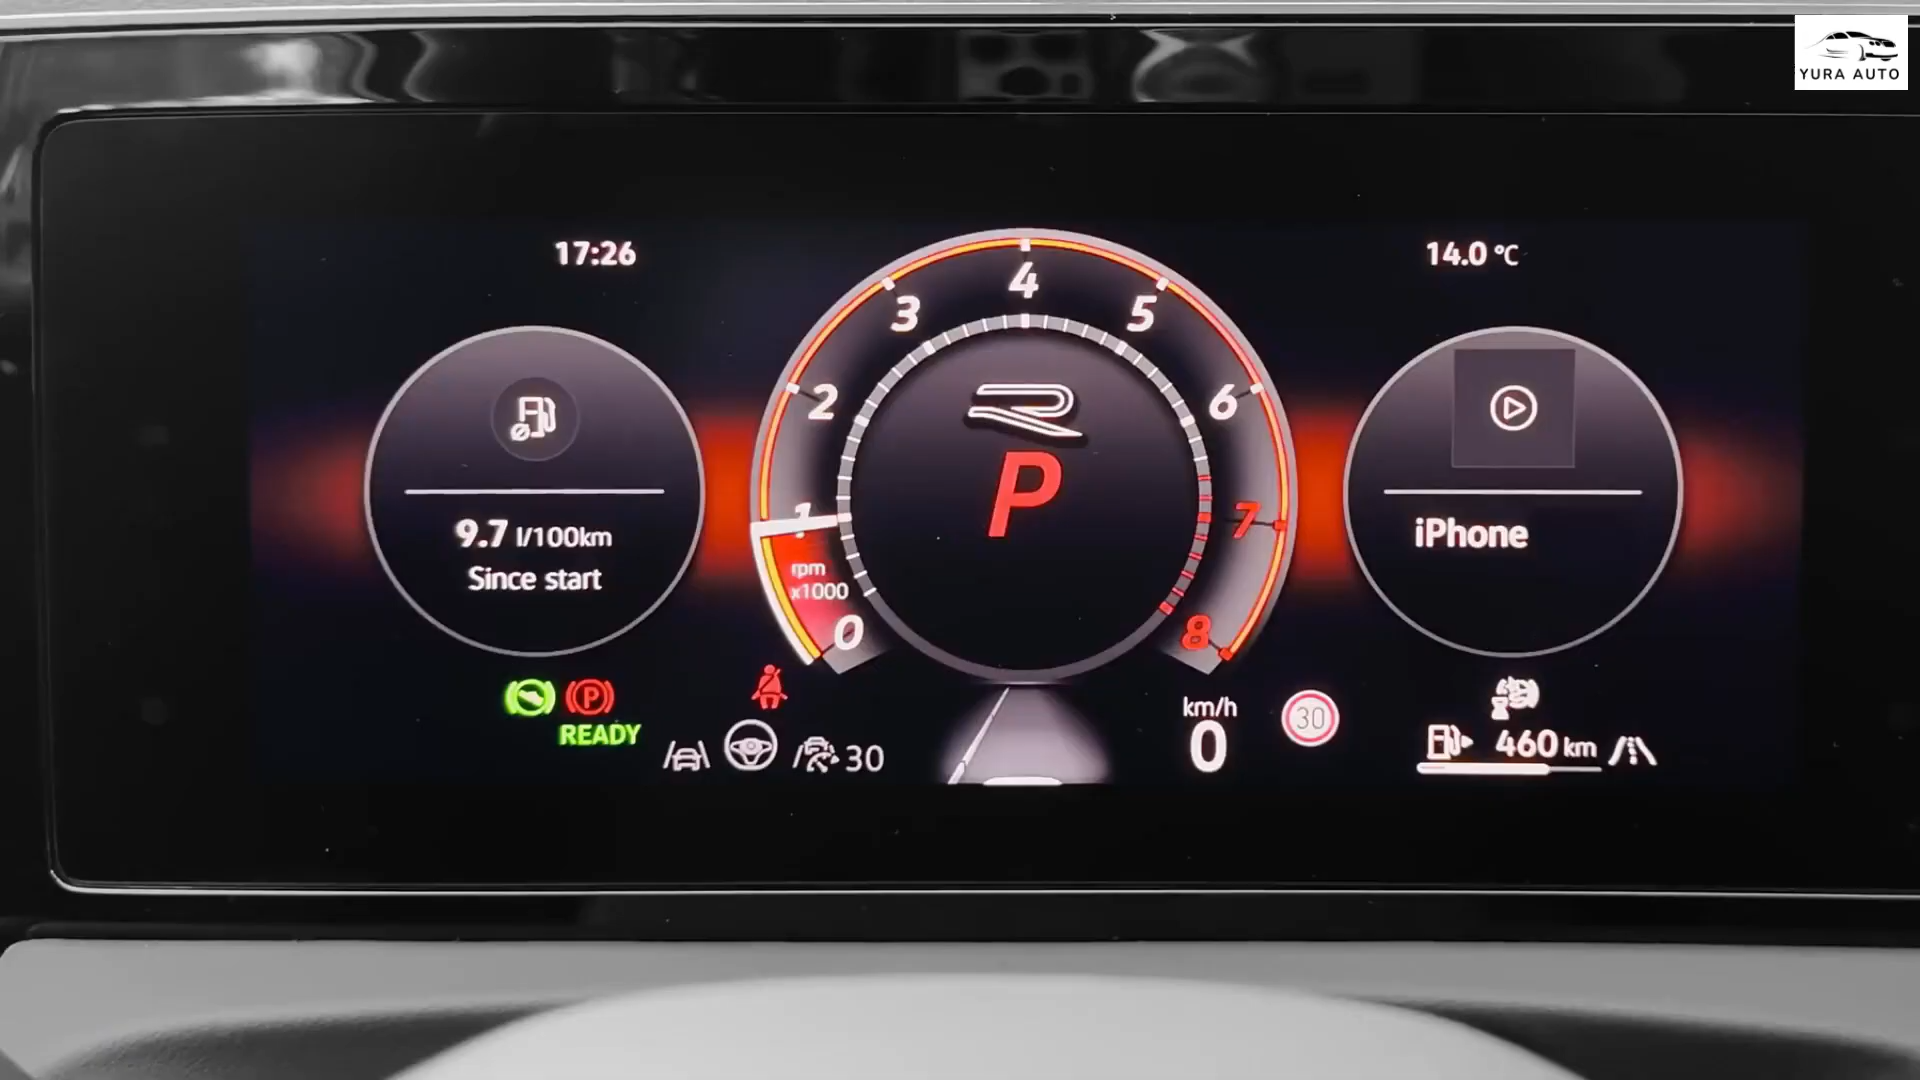 YURA AUTO
17:26
14.0 °C
4
3
5
2
6
1
7
rpm
x1000
0
8
R
P
9.7 l/100km
Since start
iPhone
P
READY
30
km/h
0
30
460 km